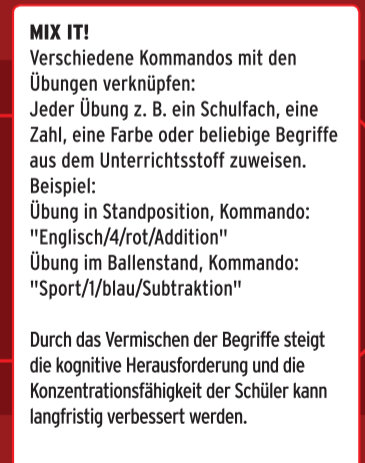 MIX IT!
Verschiedene Kommandos mit den
Übungen verknüpfen:
Jeder Übung z. B. ein Schulfach, eine
Zahl, eine Farbe oder beliebige Begriffe
aus dem Unterrichtsstoff zuweisen.
Beispiel:
Übung in Standposition, Kommando:
"Englisch/4/rot/Addition"
Übung im Ballenstand, Kommando:
"Sport/1/blau/Subtraktion"
Durch das Vermischen der Begriffe steigt
die kognitive Herausforderung und die
Konzentrationsfähigkeit der Schüler kann
langfristig verbessert werden.